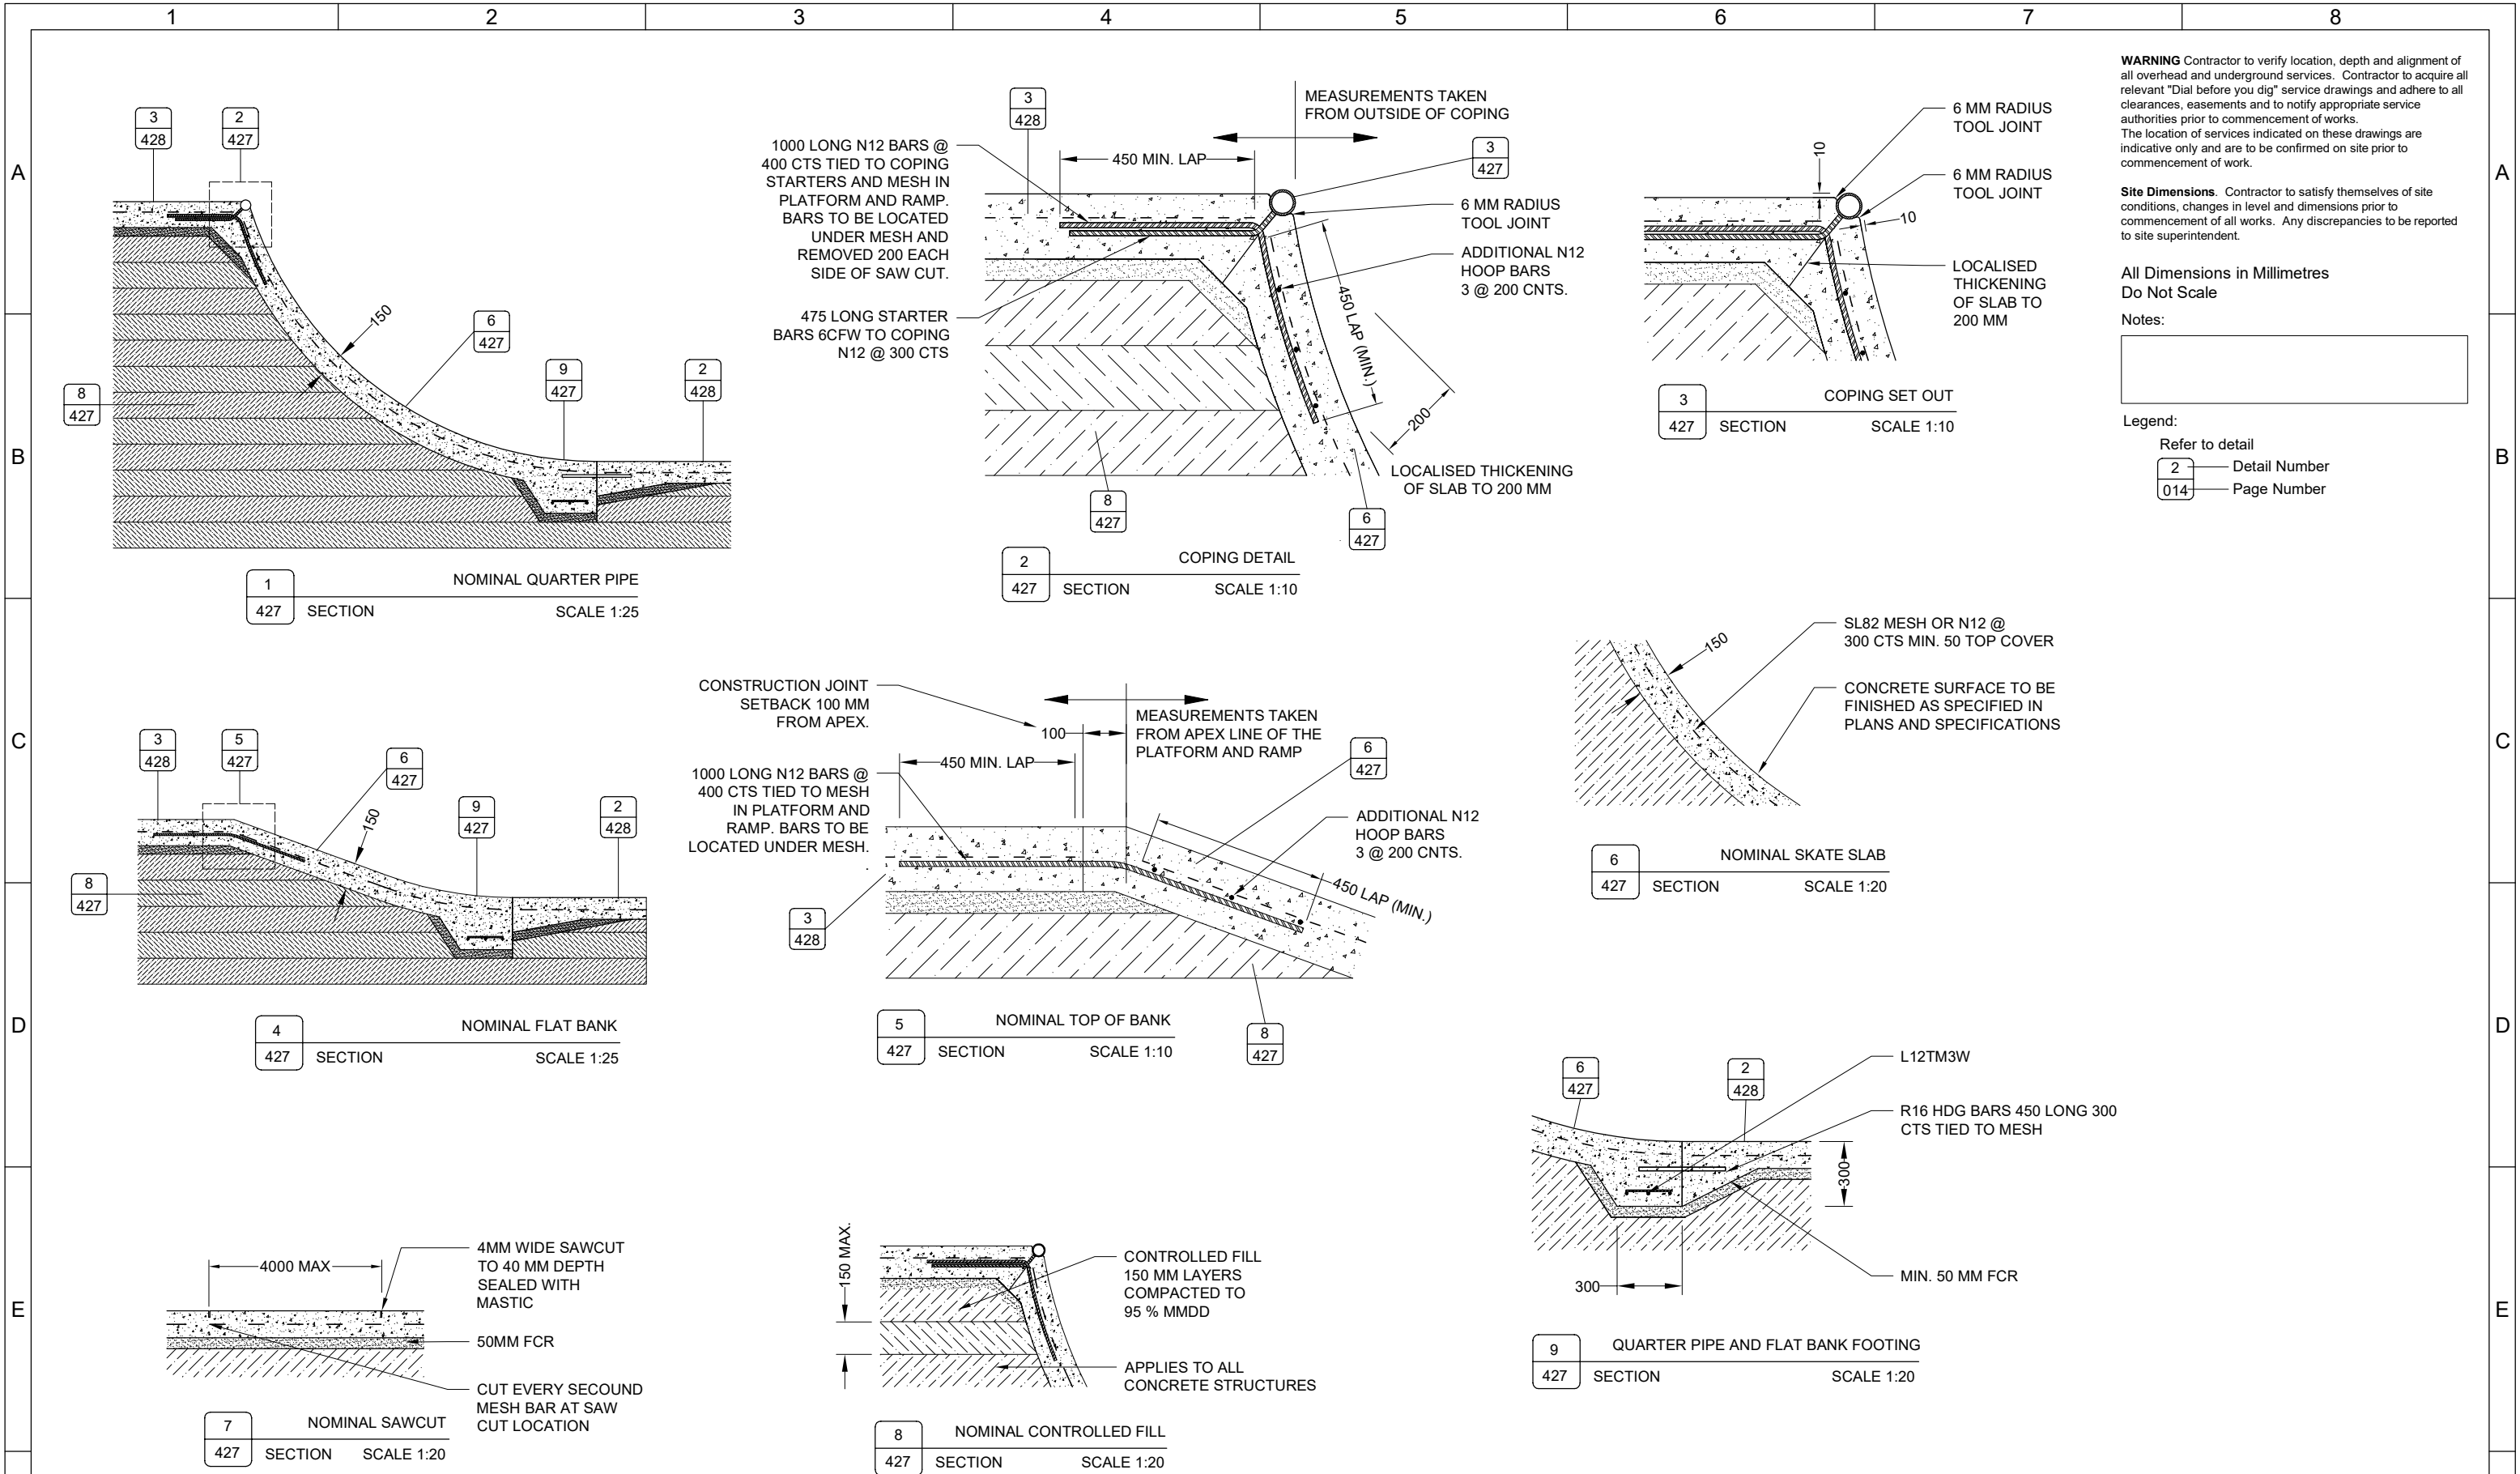 1 2 3 4 5 6 7 8
A
B
C
D
E
A
B
C
D
E
3
428
2
427
150
6
427
9
427
2
428
8
427
1
427
NOMINAL QUARTER PIPE
SECTION SCALE 1:25
3
428
MEASUREMENTS TAKEN
FROM OUTSIDE OF COPING
1000 LONG N12 BARS @
400 CTS TIED TO COPING
STARTERS AND MESH IN
PLATFORM AND RAMP.
BARS TO BE LOCATED
UNDER MESH AND
REMOVED 200 EACH
SIDE OF SAW CUT.
450 MIN. LAP
3
427
6 MM RADIUS
TOOL JOINT
ADDITIONAL N12
HOOP BARS
3 @ 200 CNTS.
475 LONG STARTER
BARS 6CFW TO COPING
N12 @ 300 CTS
450 LAP (MIN.)
200
LOCALISED THICKENING
OF SLAB TO 200 MM
8
427
6
427
2
427
COPING DETAIL
SECTION SCALE 1:10
10
6 MM RADIUS
TOOL JOINT
6 MM RADIUS
TOOL JOINT
10
LOCALISED
THICKENING
OF SLAB TO
200 MM
3
427
COPING SET OUT
SECTION SCALE 1:10
WARNING Contractor to verify location, depth and alignment of
all overhead and underground services. Contractor to acquire all
relevant "Dial before you dig" service drawings and adhere to all
clearances, easements and to notify appropriate service
authorities prior to commencement of works.
The location of services indicated on these drawings are
indicative only and are to be confirmed on site prior to
commencement of work.
Site Dimensions. Contractor to satisfy themselves of site
conditions, changes in level and dimensions prior to
commencement of all works. Any discrepancies to be reported
to site superintendent.
All Dimensions in Millimetres
Do Not Scale
Notes:
Legend:
Refer to detail
2 Detail Number
014 Page Number
3
428
5
427
6
427
150
9
427
2
428
8
427
4
427
NOMINAL FLAT BANK
SECTION SCALE 1:25
CONSTRUCTION JOINT
SETBACK 100 MM
FROM APEX.
100
MEASUREMENTS TAKEN
FROM APEX LINE OF THE
PLATFORM AND RAMP
450 MIN. LAP
6
427
1000 LONG N12 BARS @
400 CTS TIED TO MESH
IN PLATFORM AND
RAMP. BARS TO BE
LOCATED UNDER MESH.
ADDITIONAL N12
HOOP BARS
3 @ 200 CNTS.
450 LAP (MIN.)
3
428
8
427
5
427
NOMINAL TOP OF BANK
SECTION SCALE 1:10
150
SL82 MESH OR N12 @
300 CTS MIN. 50 TOP COVER
CONCRETE SURFACE TO BE
FINISHED AS SPECIFIED IN
PLANS AND SPECIFICATIONS
6
427
NOMINAL SKATE SLAB
SECTION SCALE 1:20
4000 MAX
4MM WIDE SAWCUT
TO 40 MM DEPTH
SEALED WITH
MASTIC
50MM FCR
CUT EVERY SECOUND
MESH BAR AT SAW
CUT LOCATION
7
427
NOMINAL SAWCUT
SECTION SCALE 1:20
150 MAX.
CONTROLLED FILL
150 MM LAYERS
COMPACTED TO
95 % MMDD
APPLIES TO ALL
CONCRETE STRUCTURES
8
427
NOMINAL CONTROLLED FILL
SECTION SCALE 1:20
6
427
2
428
L12TM3W
R16 HDG BARS 450 LONG 300
CTS TIED TO MESH
300
300
MIN. 50 MM FCR
9
427
QUARTER PIPE AND FLAT BANK FOOTING
SECTION SCALE 1:20